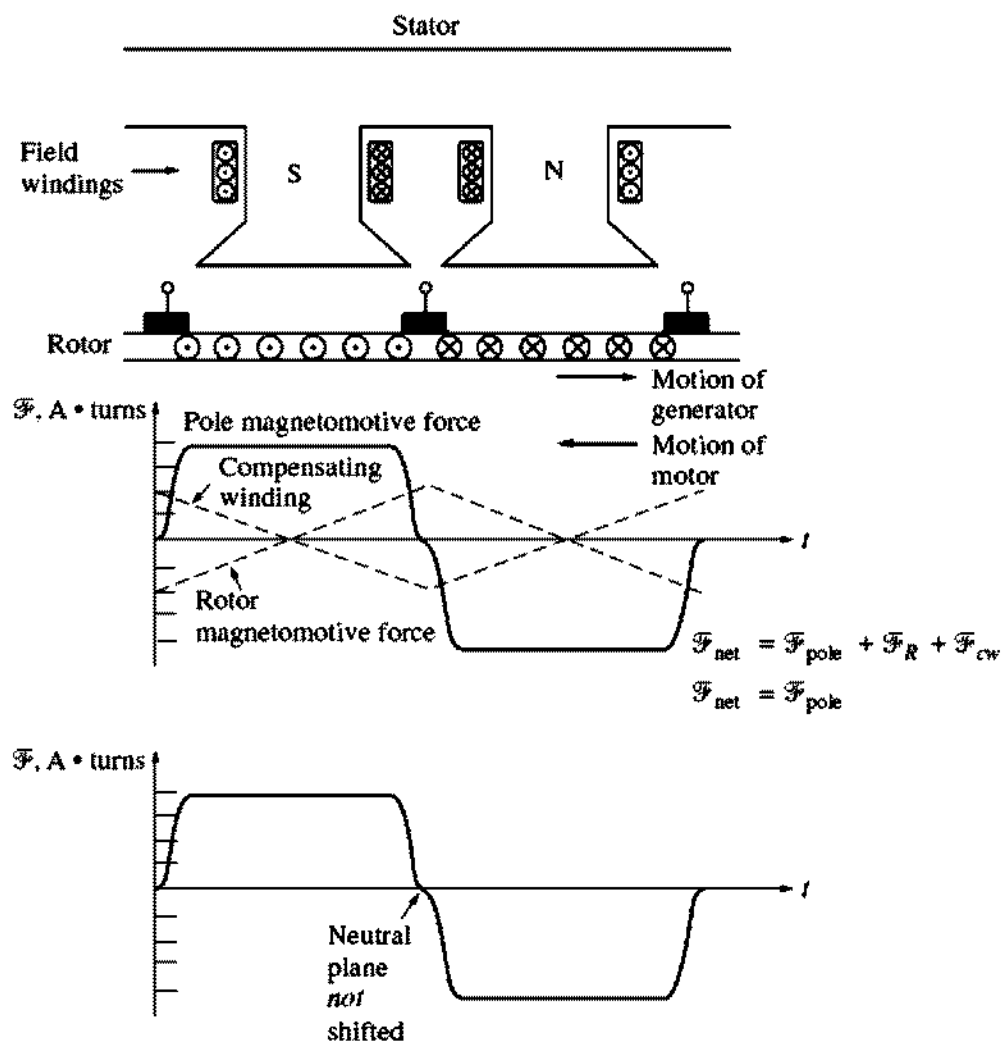 Stator
Field
windings
S
N
Rotor
Motion of
generator
Motion of
motor
ℱ, A • turns
Pole magnetomotive force
Compensating
winding
t
Rotor
magnetomotive force
ℱnet = ℱpole + ℱR + ℱcw
ℱnet = ℱpole
ℱ, A • turns
t
Neutral
plane
not
shifted